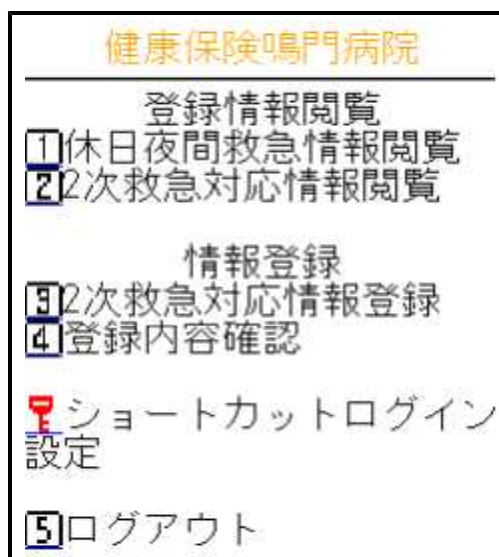 健康保険鳴門病院
登録情報閲覧
1休日夜間救急情報閲覧
22次救急対応情報閲覧
情報登録
32次救急対応情報登録
4登録内容確認
ショートカットログイン
設定
5ログアウト